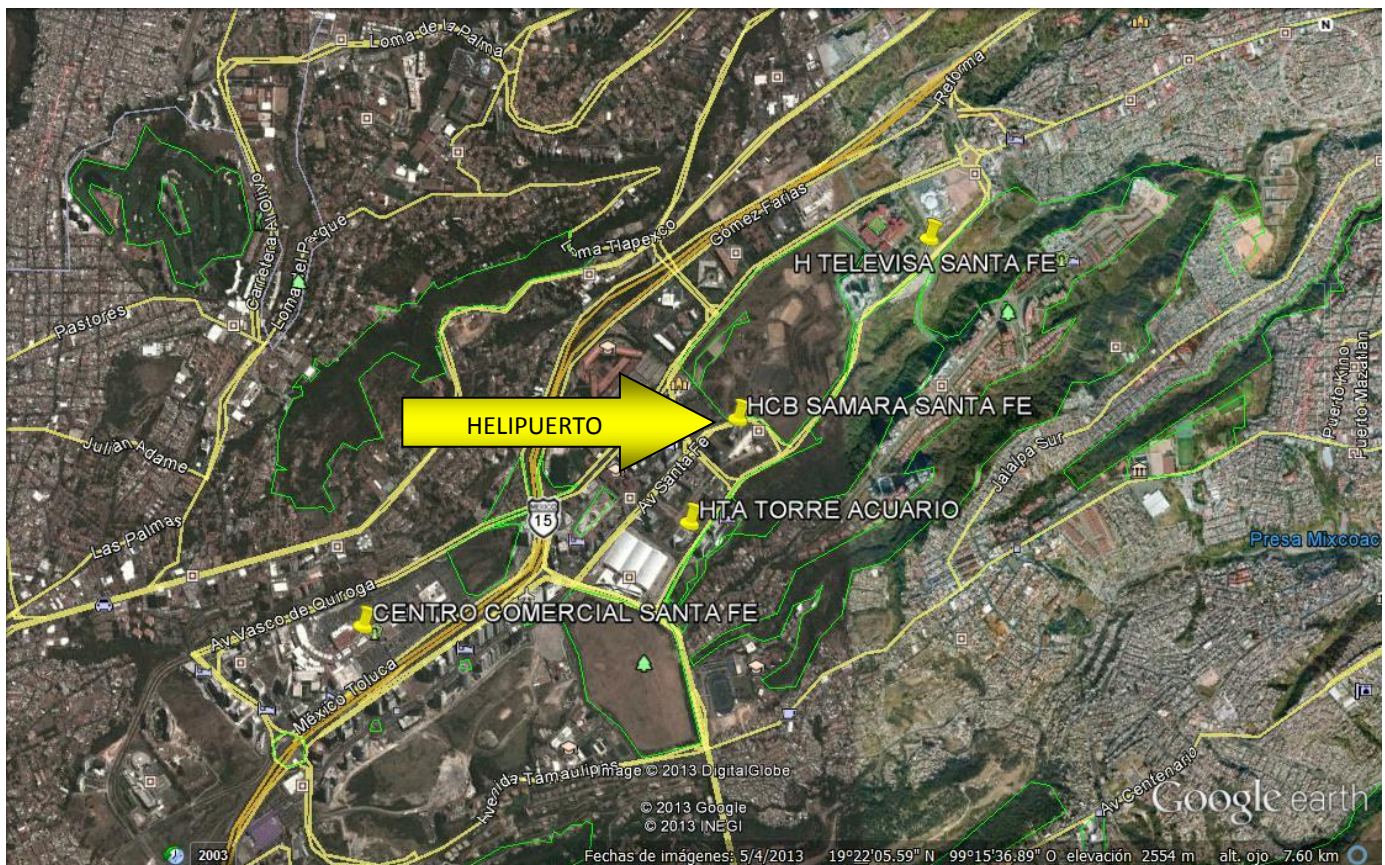 Loma de la Palma
N
Reforma
Carretera Al Olivo
Loma del Parque
Gomez Farias
Loma Tlapexco
H TELEVISA SANTA FE
Pastores
Puerto Kino
Puerto Mazatlan
HELIPUERTO
HCB SAMARA SANTA FE
Julián Adame
Av Santa Fe
Jalalpa Sur
MEXICO
15
HTA TORRE ACUARIO
Las Palmas
Presa Mixcoac
Av Vasco de Quiroga
CENTRO COMERCIAL SANTA FE
México Toluca
Avenida Tamaulipas
Image © 2013 DigitalGlobe
Av Centenario
© 2013 Google
© 2013 INEGI
Google earth
2003
Fechas de imágenes: 5/4/2013 19°22'05.59" N 99°15'36.89" O elevación 2554 m alt. ojo 7.60 km